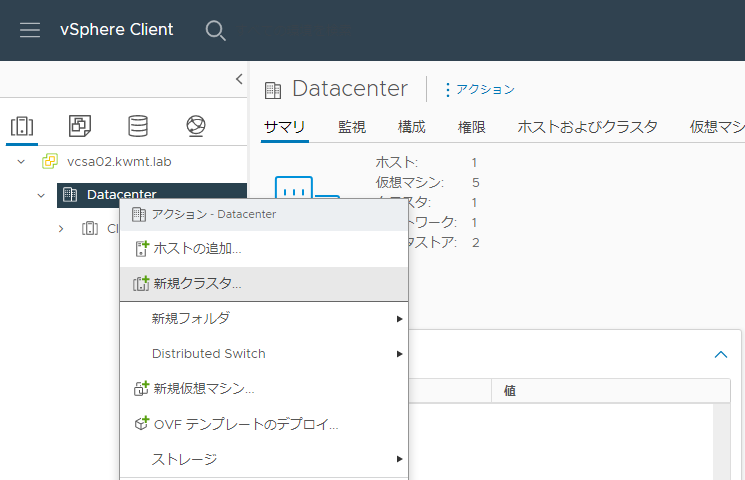 vSphere Client
Datacenter
アクション
サマリ 監視 構成 権限 ホストおよびクラスタ 仮想マシ
vcsa02.kwmt.lab
ホスト: 1
仮想マシン: 5
Datacenter
スタ: 1
トワーク: 1
タストア: 2
アクション - Datacenter
Cl
ホストの追加...
新規クラスタ...
新規フォルダ
Distributed Switch
新規仮想マシン...
値
OVF テンプレートのデプロイ...
ストレージ